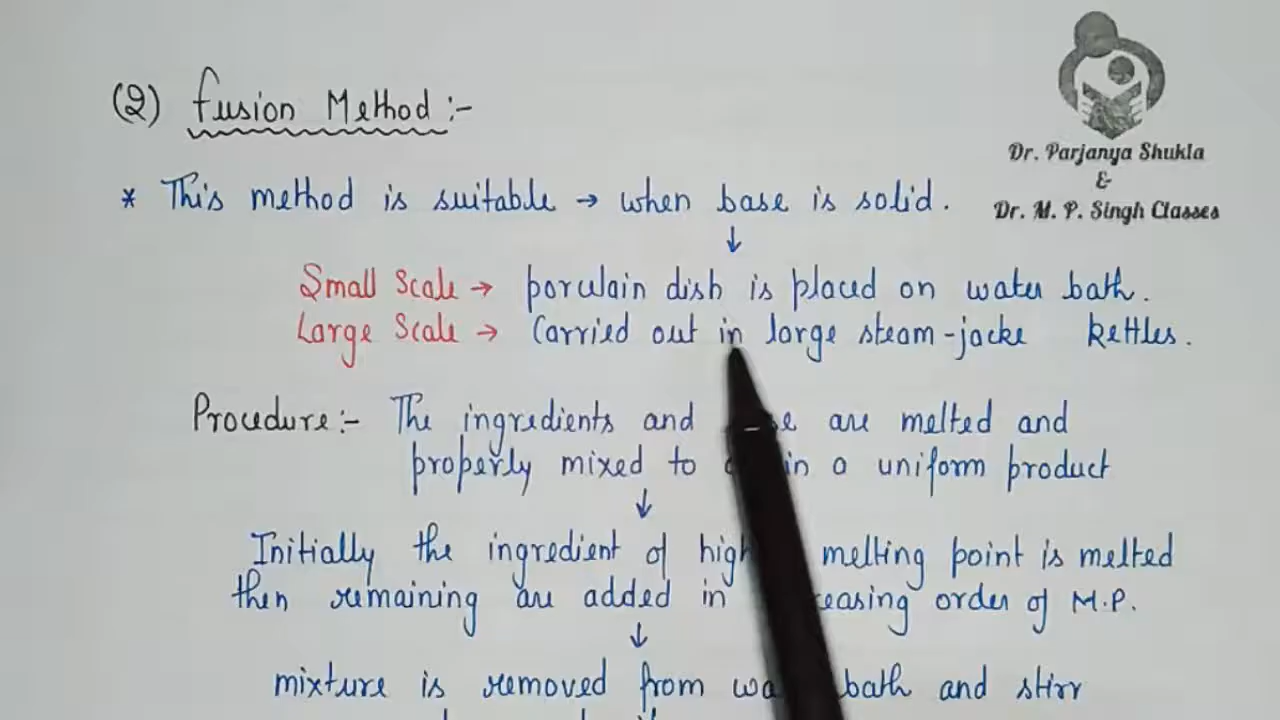 (2) Fusion Method :-
Dr. Parjanya Shukla
&
Dr. M. P. Singh Classes
* This method is suitable → when base is solid.
↓
Small Scale → porcelain dish is placed on water bath.
Large Scale → Carried out in large steam-jacke kettles.
Procedure:- The ingredients and are melted and
properly mixed to in a uniform product
↓
Initially the ingredient of high melting point is melted
then remaining are added in order of M.P.
↓
mixture is removed from bath and stirr